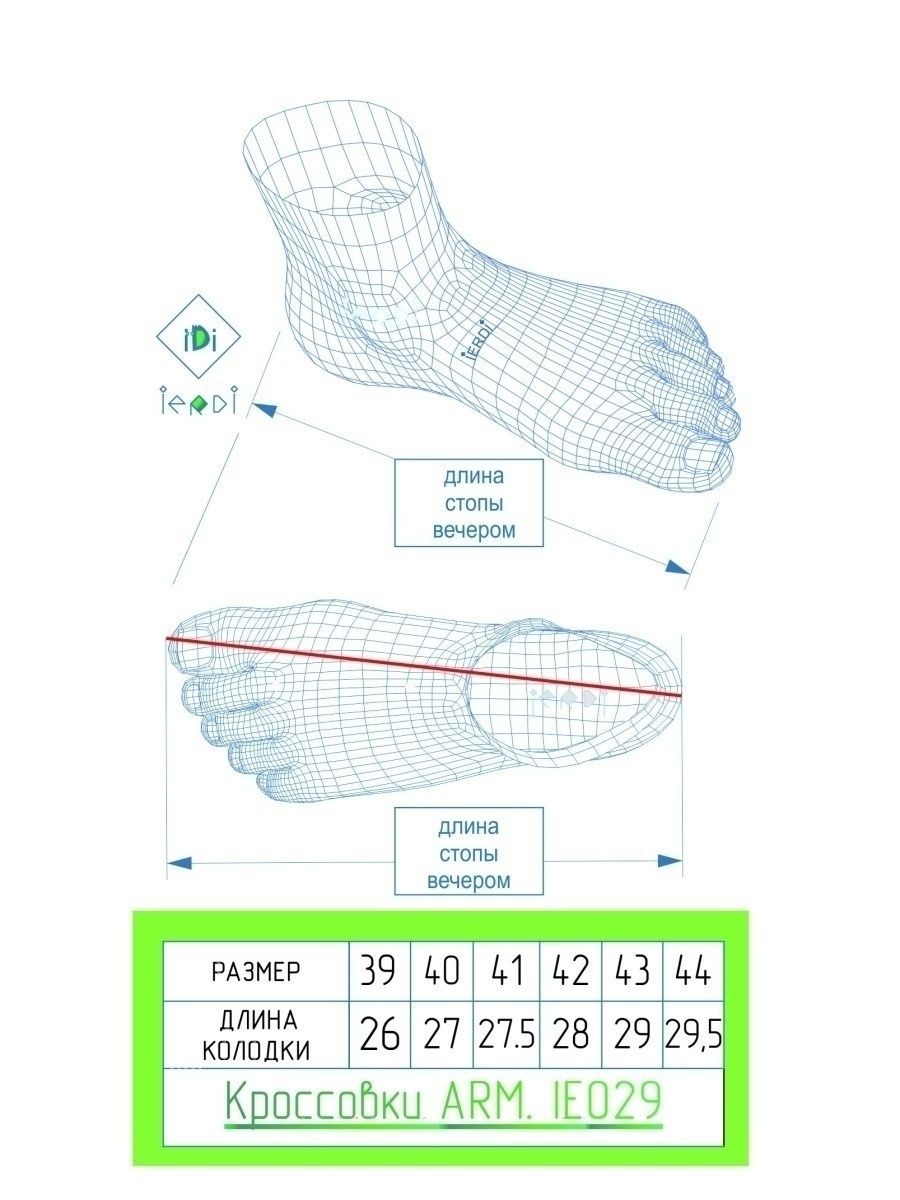 iDi
iERDi
iERDi
длина
стопы
вечером
iERDi
длина
стопы
вечером
РАЗМЕР 39 40 41 42 43 44
ДЛИНА
КОЛОДКИ 26 27 27.5 28 29 29,5
Кроссовки ARM. IE029